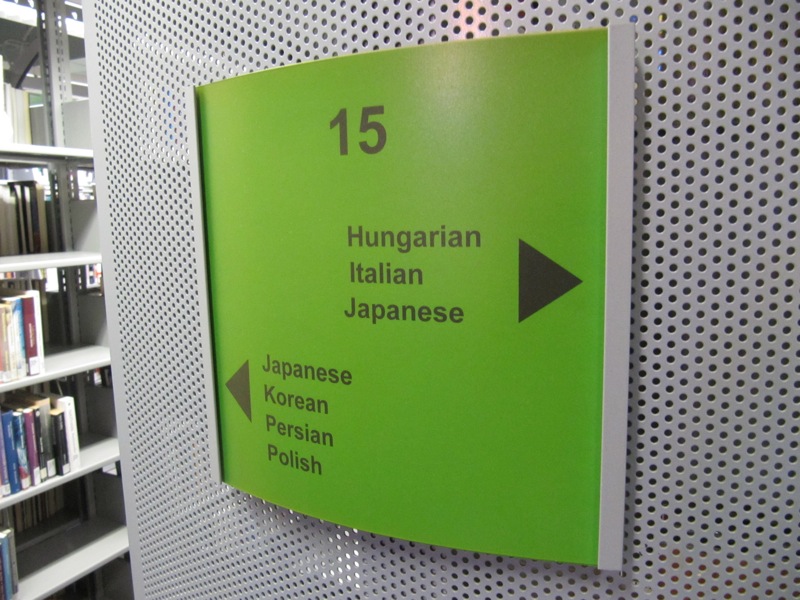 15
Hungarian
Italian
Japanese
Japanese
Korean
Persian
Polish